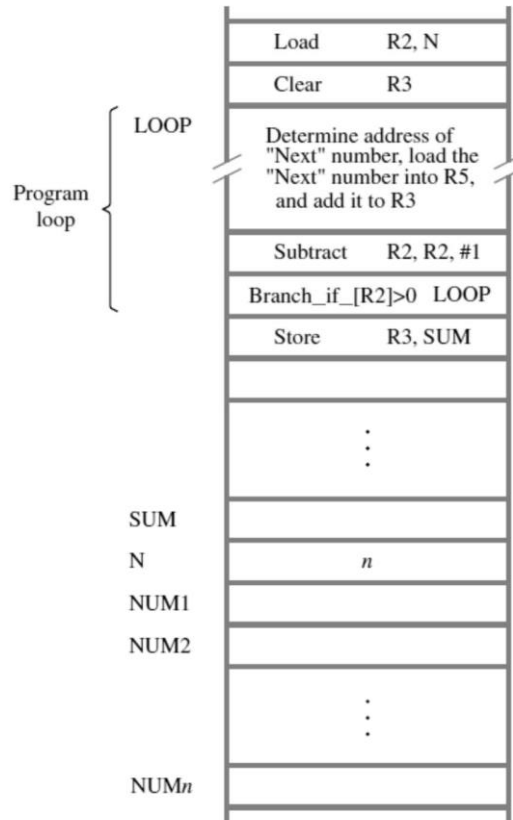 Load R2, N
Clear R3
LOOP
Determine address of
"Next" number, load the
"Next" number into R5,
and add it to R3
Program
loop
Subtract R2, R2, #1
Branch_if_[R2]>0 LOOP
Store R3, SUM
SUM
N n
NUM1
NUM2
NUMn